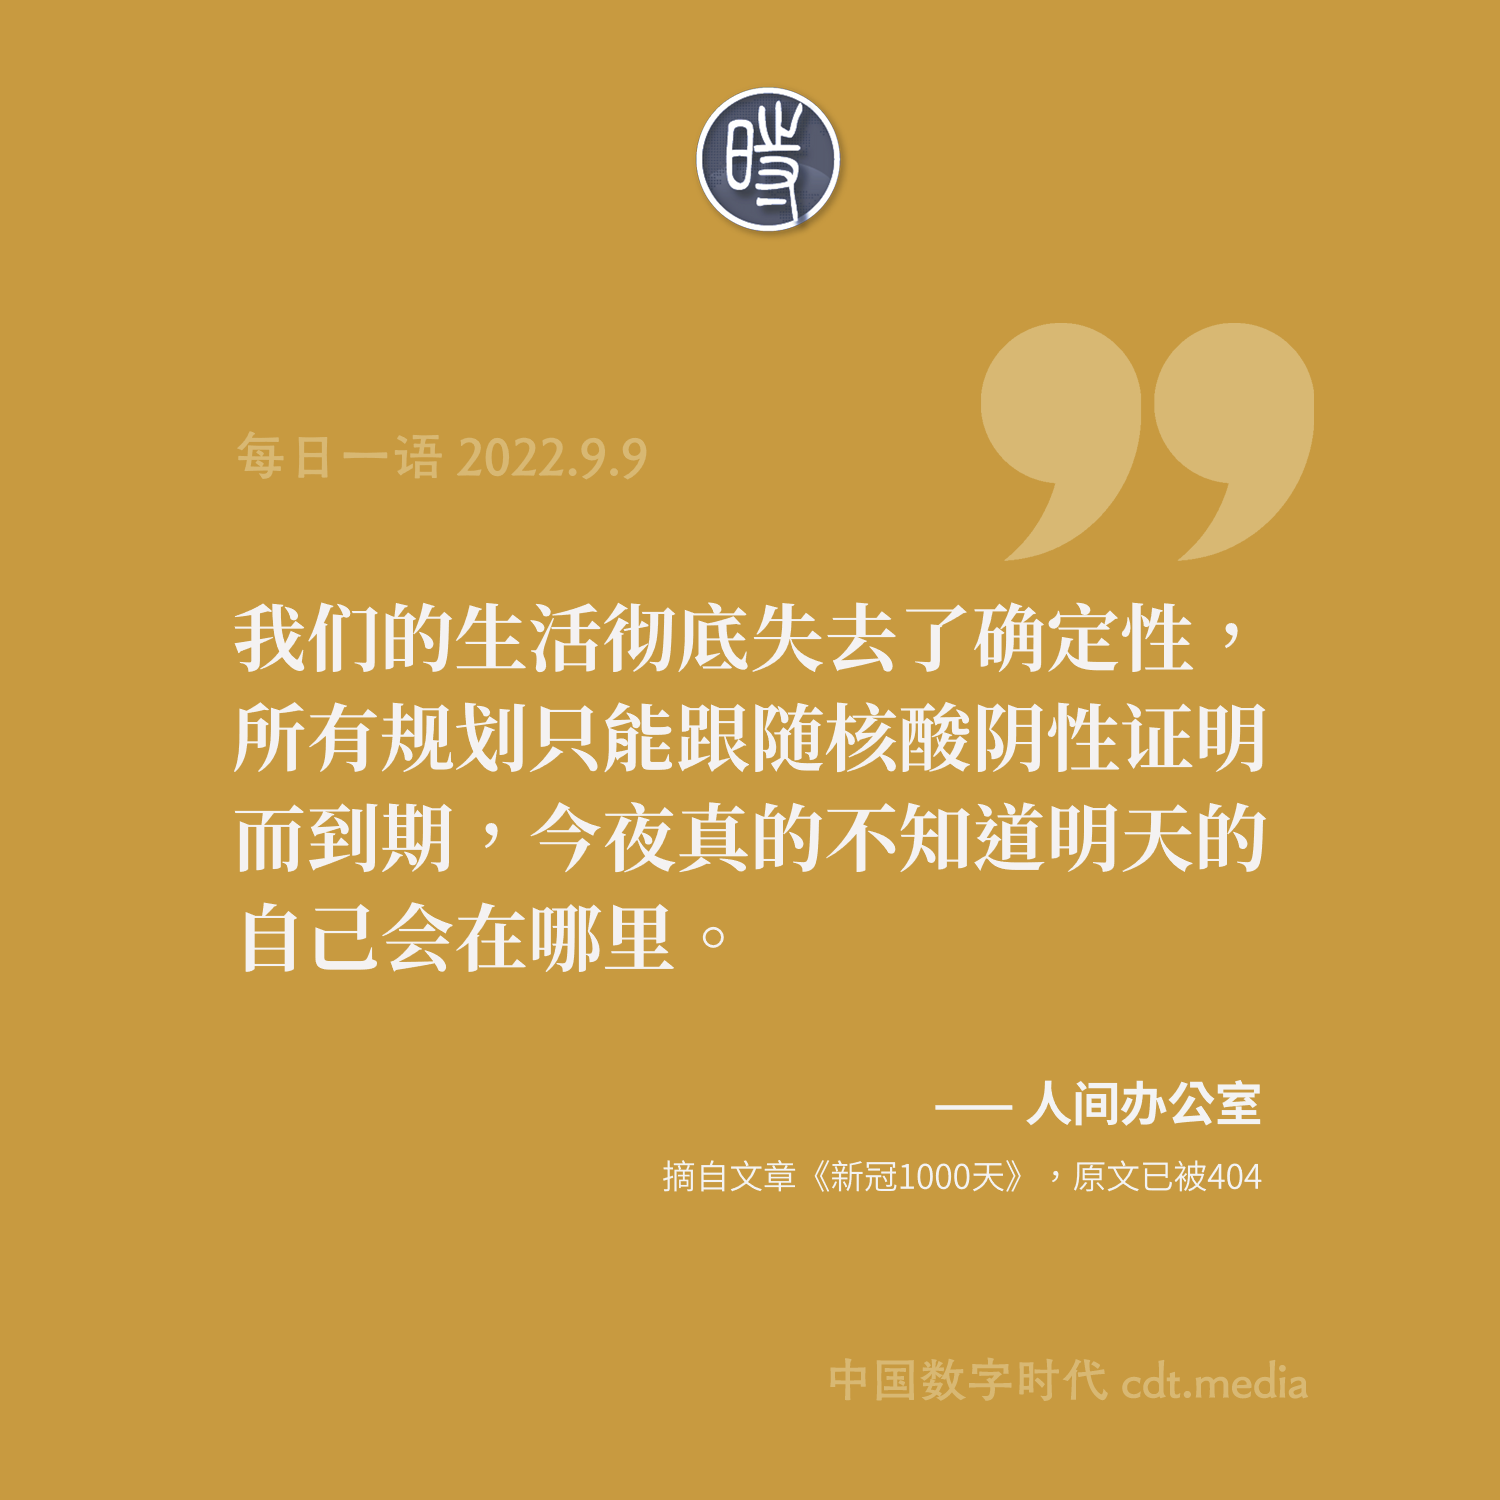 時
每日一语 2022.9.9
我们的生活彻底失去了确定性，
所有规划只能跟随核酸阴性证明
而到期，今夜真的不知道明天的
自己会在哪里。
—— 人间办公室
摘自文章《新冠1000天》，原文已被404
中国数字时代 cdt.media